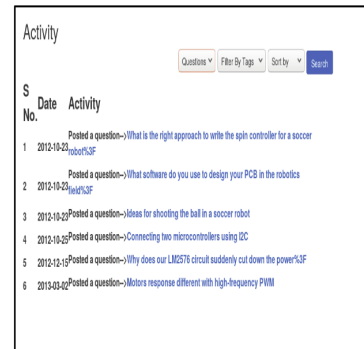 Activity
Questions Filter By Tags Sort by Search
S No. Date Activity
Posted a question–>What is the right approach to write the spin controller for a soccer
1 2012-10-23 robot%3F
Posted a question–>What software do you use to design your PCB in the robotics
2 2012-10-23 field%3F
3 2012-10-23 Posted a question–>Ideas for shooting the ball in a soccer robot
4 2012-10-25 Posted a question–>Connecting two microcontrollers using I2C
5 2012-12-15 Posted a question–>Why does our LM2576 circuit suddenly cut down the power%3F
6 2013-03-02 Posted a question–>Motors response different with high-frequency PWM